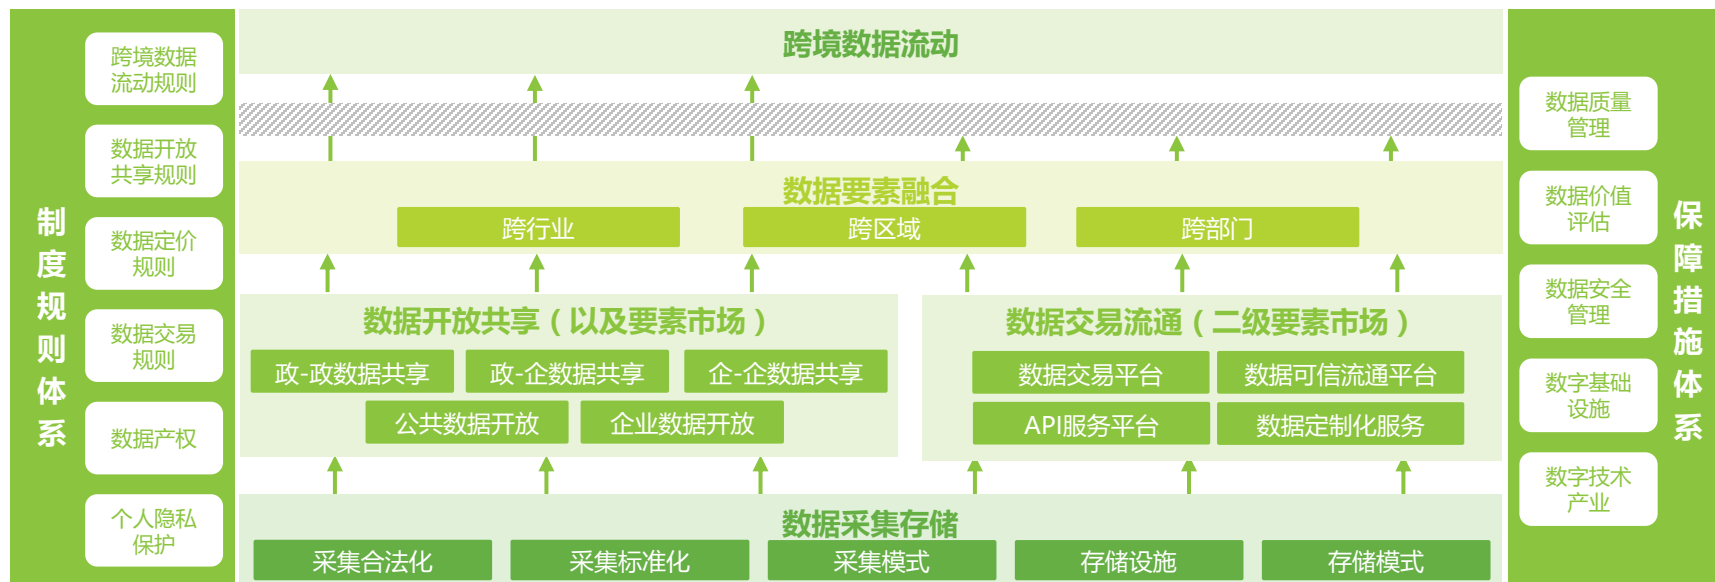 制度规则体系
跨境数据
流动规则
数据开放
共享规则
数据定价
规则
数据交易
规则
数据产权
个人隐私
保护
跨境数据流动
数据要素融合
跨行业
跨区域
跨部门
数据开放共享（以及要素市场）
政-政数据共享
政-企数据共享
企-企数据共享
公共数据开放
企业数据开放
数据交易流通（二级要素市场）
数据交易平台
数据可信流通平台
API服务平台
数据定制化服务
数据采集存储
采集合法化
采集标准化
采集模式
存储设施
存储模式
数据质量
管理
数据价值
评估
数据安全
管理
数字基础
设施
数字技术
产业
保障措施体系